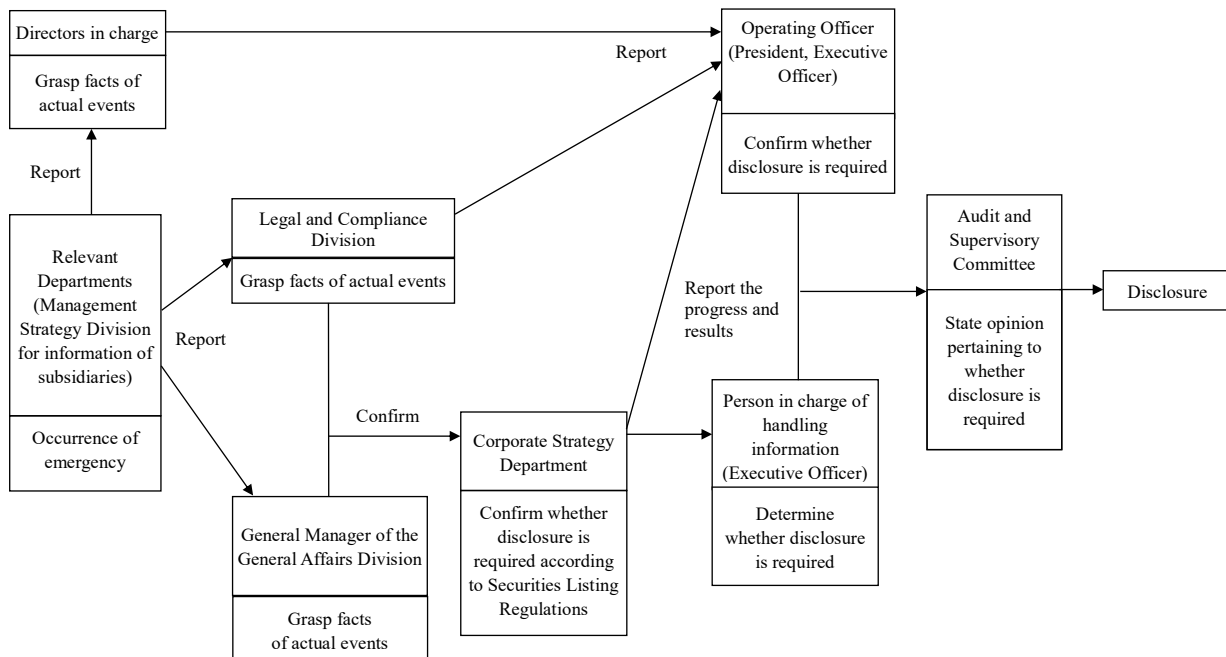 Directors in charge
Grasp facts of
actual events
Report
Relevant
Departments
(Management
Strategy Division
for information of
subsidiaries)
Occurrence of
emergency
Report
Legal and Compliance
Division
Grasp facts of actual events
General Manager of the
General Affairs Division
Grasp facts
of actual events
Confirm
Corporate Strategy
Department
Confirm whether
disclosure is
required according
to Securities Listing
Regulations
Report
Report the
progress and
results
Operating Officer
(President, Executive
Officer)
Confirm whether
disclosure is required
Person in charge of
handling
information
(Executive Officer)
Determine
whether disclosure
is required
Audit and
Supervisory
Committee
State opinion
pertaining to
whether
disclosure is
required
Disclosure